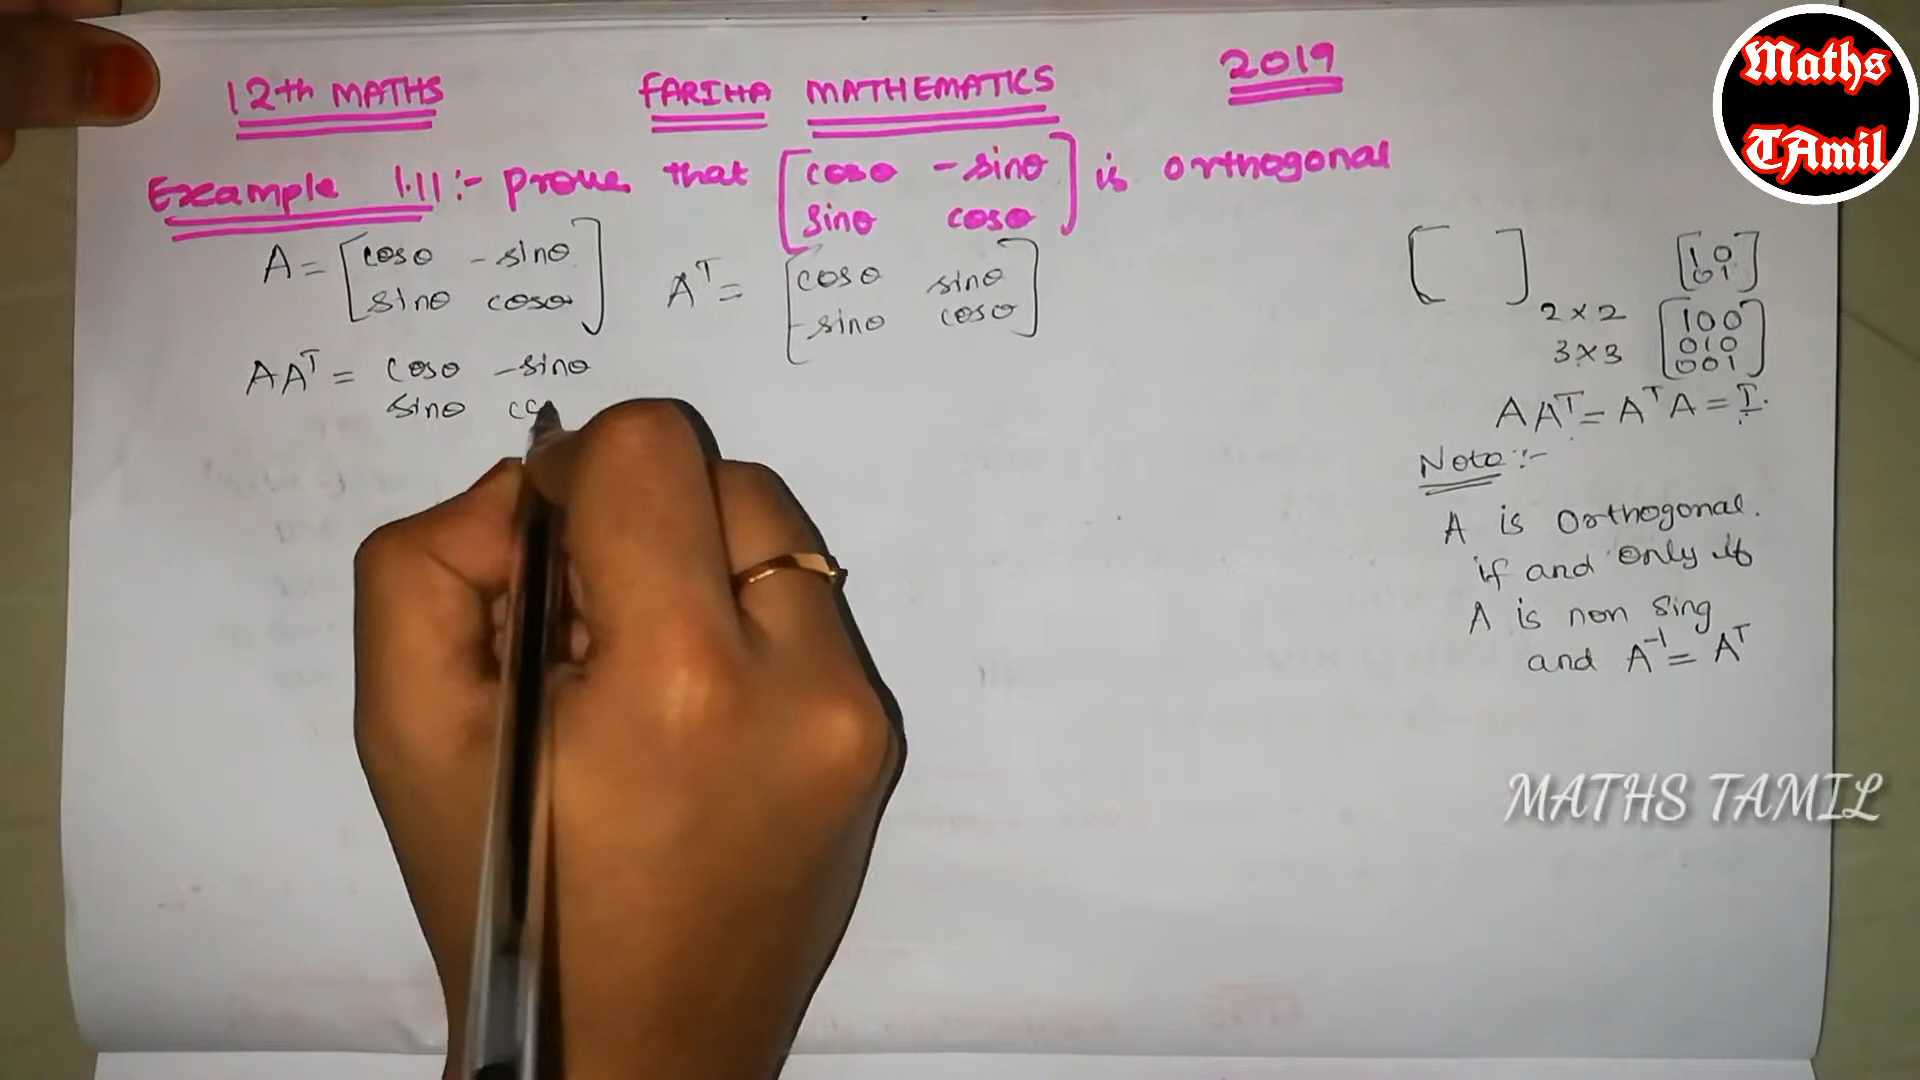 12th MATHS FARIHA MATHEMATICS 2019
Maths
TAmil
Example 1.11:- prove that [cosθ -sinθ
sinθ cosθ] is orthogonal
A = [cosθ -sinθ
sinθ cosθ]
A^T = [cosθ sinθ
-sinθ cosθ]
AA^T = cosθ -sinθ
sinθ
[ ] 2×2
[1 0
0 1]
3×3
[1 0 0
0 1 0
0 0 1]
AA^T = A^T A = I.
Note:-
A is Orthogonal.
if and Only if
A is non Sing
and A^-1 = A^T
MATHS TAMIL